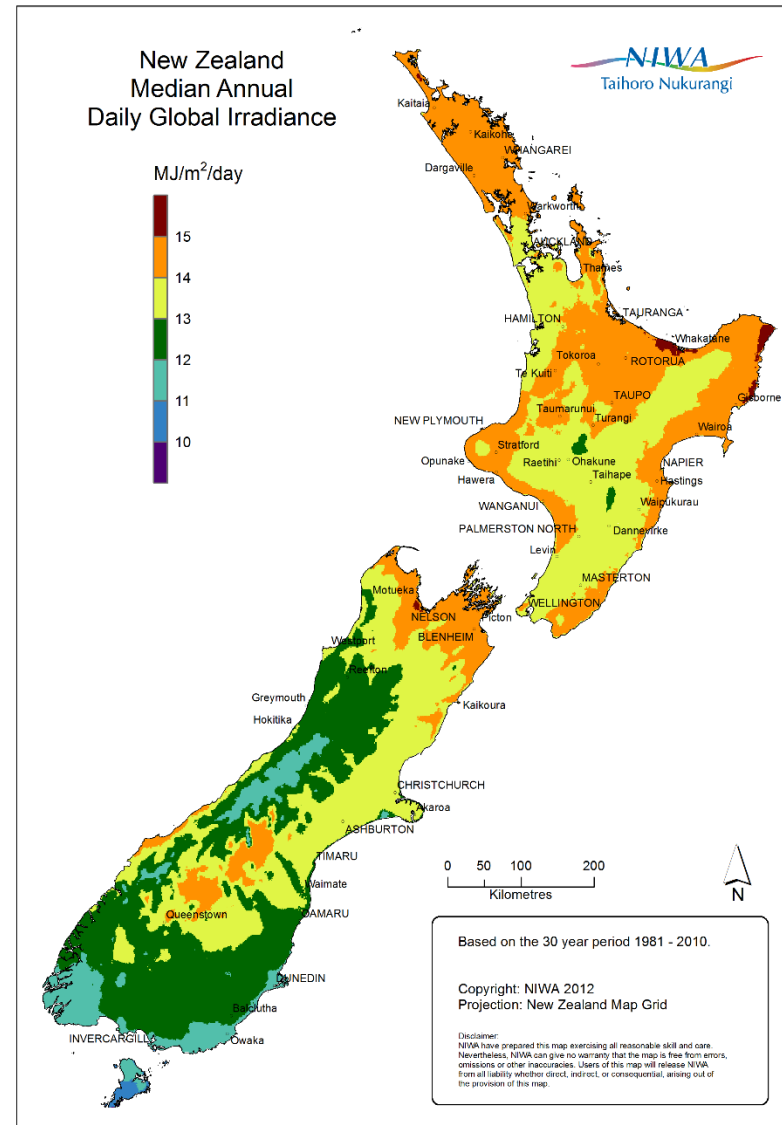 New Zealand
Median Annual
Daily Global Irradiance
NIWA
Taihoro Nukurangi
MJ/m²/day
15
14
13
12
11
10
Kaitaia
Kaikohe
WHANGAREI
Dargaville
Warkworth
AUCKLAND
Thames
HAMILTON
TAURANGA
Whakatane
Tokoroa
ROTORUA
Te Kuiti
TAUPO
Gisborne
Taumarunui
NEW PLYMOUTH
Turangi
Wairoa
Stratford
Opunake
Raetihi
Ohakune
NAPIER
Hawera
Taihape
Hastings
WANGANUI
Waipukurau
PALMERSTON NORTH
Dannevirke
Levin
MASTERTON
Motueka
WELLINGTON
NELSON
Picton
BLENHEIM
Westport
Reefton
Greymouth
Kaikoura
Hokitika
CHRISTCHURCH
Akaroa
ASHBURTON
TIMARU
Waimate
Queenstown
OAMARU
DUNEDIN
Balclutha
INVERCARGILL
Owaka
0 50 100 200
Kilometres
N
Based on the 30 year period 1981 - 2010.
Copyright: NIWA 2012
Projection: New Zealand Map Grid
Disclaimer:
NIWA have prepared this map exercising all reasonable skill and care.
Nevertheless, NIWA can give no warranty that the map is free from errors,
omissions or other inaccuracies. Users of this map will release NIWA
from all liability whether direct, indirect, or consequential, arising out of
the provision of this map.